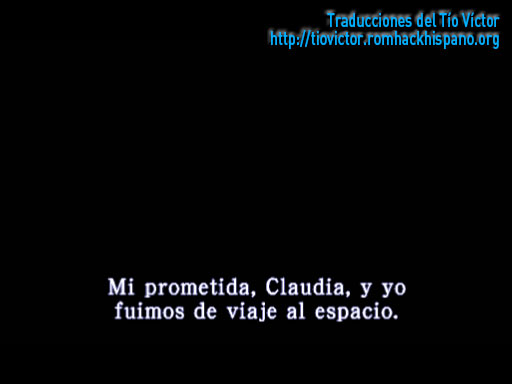 Traducciones del Tío Víctor
http://tiovictor.romhackhispano.org
Mi prometida, Claudia, y yo
fuimos de viaje al espacio.